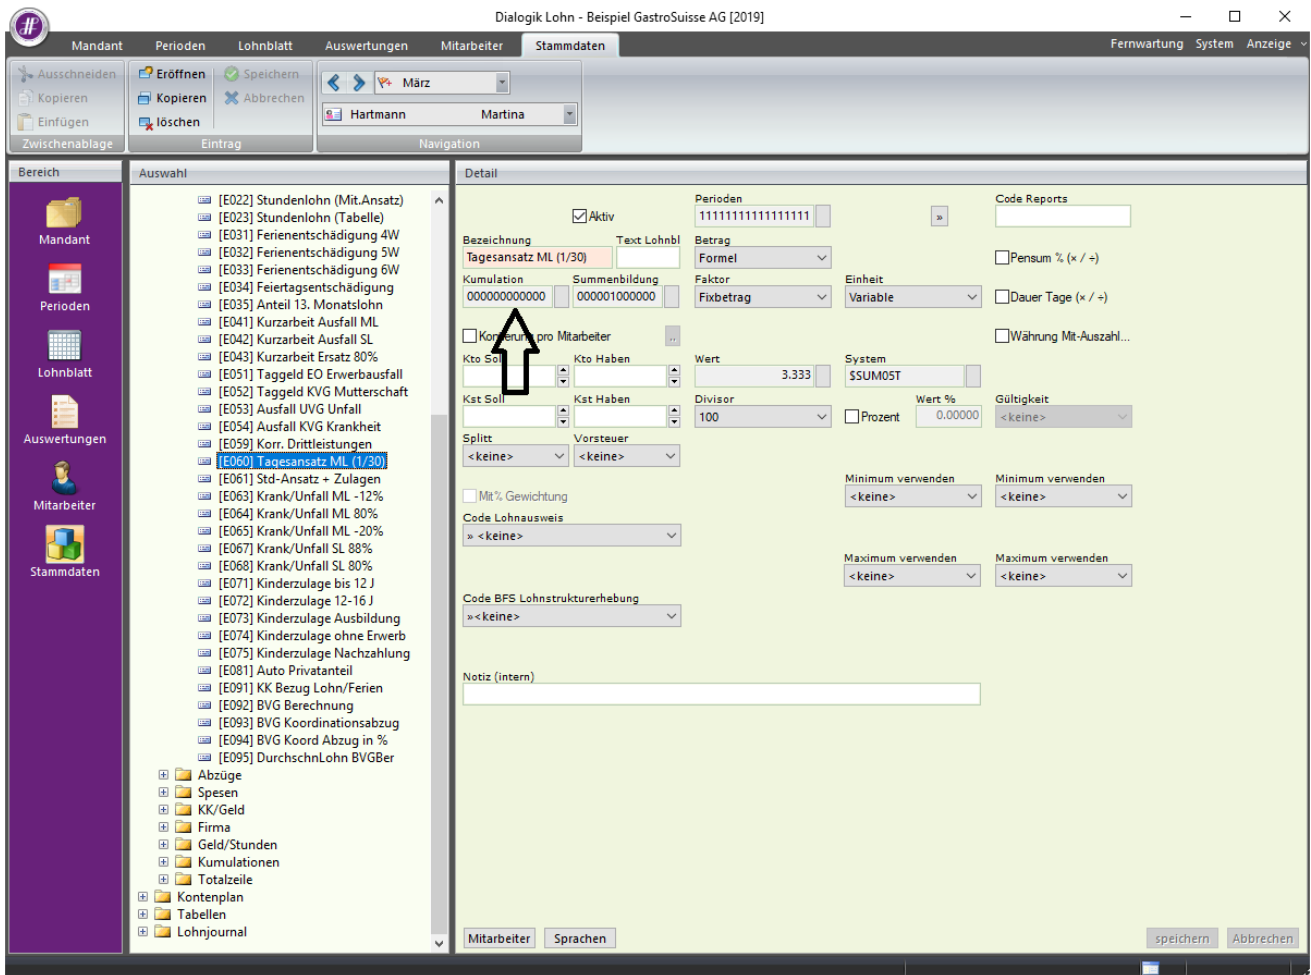 Dialogik Lohn - Beispiel GastroSuisse AG [2019]
Mandant Perioden Lohnblatt Auswertungen Mitarbeiter Stammdaten Fernwartung System Anzeige
Ausschneiden Eröffnen Speichern
März
Kopieren Kopieren Abbrechen
Hartmann Martina
Einfügen löschen
Zwischenablage Eintrag Navigation
Bereich
Mandant
Perioden
Lohnblatt
Auswertungen
Mitarbeiter
Stammdaten
Auswahl
[E022] Stundenlohn (Mit.Ansatz)
[E023] Stundenlohn (Tabelle)
[E031] Ferienentschädigung 4W
[E032] Ferienentschädigung 5W
[E033] Ferienentschädigung 6W
[E034] Feiertagsentschädigung
[E035] Anteil 13. Monatslohn
[E041] Kurzarbeit Ausfall ML
[E042] Kurzarbeit Ausfall SL
[E043] Kurzarbeit Ersatz 80%
[E051] Taggeld EO Erwerbausfall
[E052] Taggeld KVG Mutterschaft
[E053] Ausfall UVG Unfall
[E054] Ausfall KVG Krankheit
[E059] Korr. Drittleistungen
[E060] Tagesansatz ML (1/30)
[E061] Std-Ansatz + Zulagen
[E063] Krank/Unfall ML -12%
[E064] Krank/Unfall ML 80%
[E065] Krank/Unfall ML -20%
[E067] Krank/Unfall SL 88%
[E068] Krank/Unfall SL 80%
[E071] Kinderzulage bis 12 J
[E072] Kinderzulage 12-16 J
[E073] Kinderzulage Ausbildung
[E074] Kinderzulage ohne Erwerb
[E075] Kinderzulage Nachzahlung
[E081] Auto Privatanteil
[E091] KK Bezug Lohn/Ferien
[E092] BVG Berechnung
[E093] BVG Koordinationsabzug
[E094] BVG Koord Abzug in %
[E095] DurchschnLohn BVGBer
Abzüge
Spesen
KK/Geld
Firma
Geld/Stunden
Kumulationen
Totalzeile
Kontenplan
Tabellen
Lohnjournal
Detail
Perioden Code Reports
Aktiv 11111111111111111 »
Bezeichnung Text Lohnbl Betrag
Tagesansatz ML (1/30) Formel Pensum % (× / ÷)
Kumulation Summenbildung Faktor Einheit
000000000000 000001000000 Fixbetrag Variable Dauer Tage (× / ÷)
pro Mitarbeiter .. Währung Mit-Auszahl...
Kto Soll Kto Haben Wert System
3.333 $SUM05T
Kst Soll Kst Haben Divisor Wert % Gültigkeit
100 Prozent 0.00000 <keine>
Splitt Vorsteuer
<keine> <keine>
Minimum verwenden Minimum verwenden
Mit% Gewichtung <keine> <keine>
Code Lohnausweis
» <keine>
Maximum verwenden Maximum verwenden
<keine> <keine>
Code BFS Lohnstrukturerhebung
»<keine>
Notiz (intern)
Mitarbeiter Sprachen speichern Abbrechen